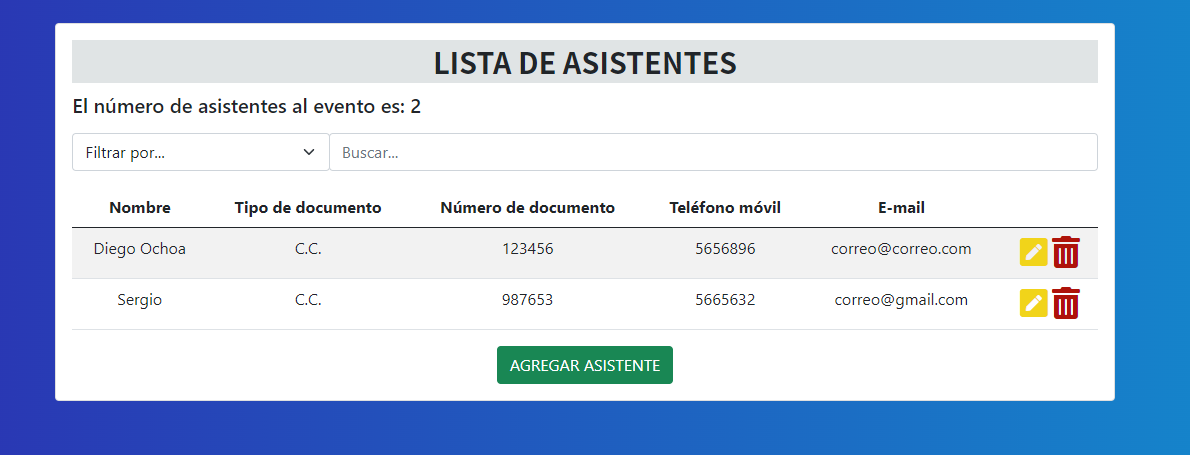 LISTA DE ASISTENTES
El número de asistentes al evento es: 2
Filtrar por... Buscar...
Nombre Tipo de documento Número de documento Teléfono móvil E-mail
Diego Ochoa C.C. 123456 5656896 correo@correo.com
Sergio C.C. 987653 5665632 correo@gmail.com
AGREGAR ASISTENTE